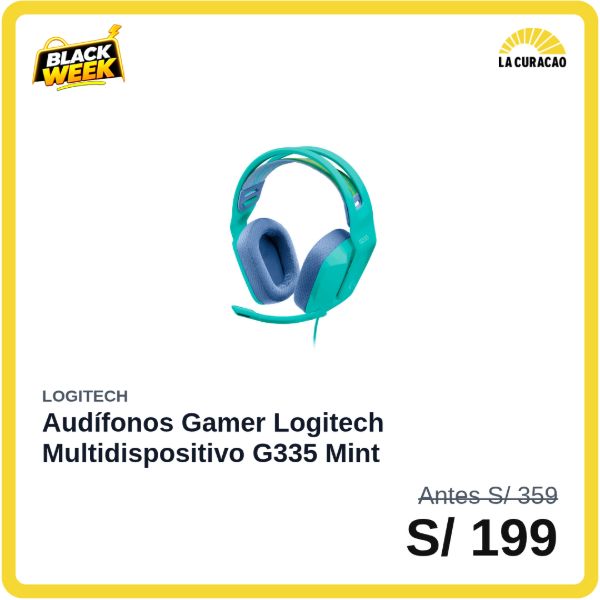 BLACK
WEEK
LA CURACAO
LOGITECH
Audífonos Gamer Logitech
Multidispositivo G335 Mint
Antes S/ 359
S/ 199